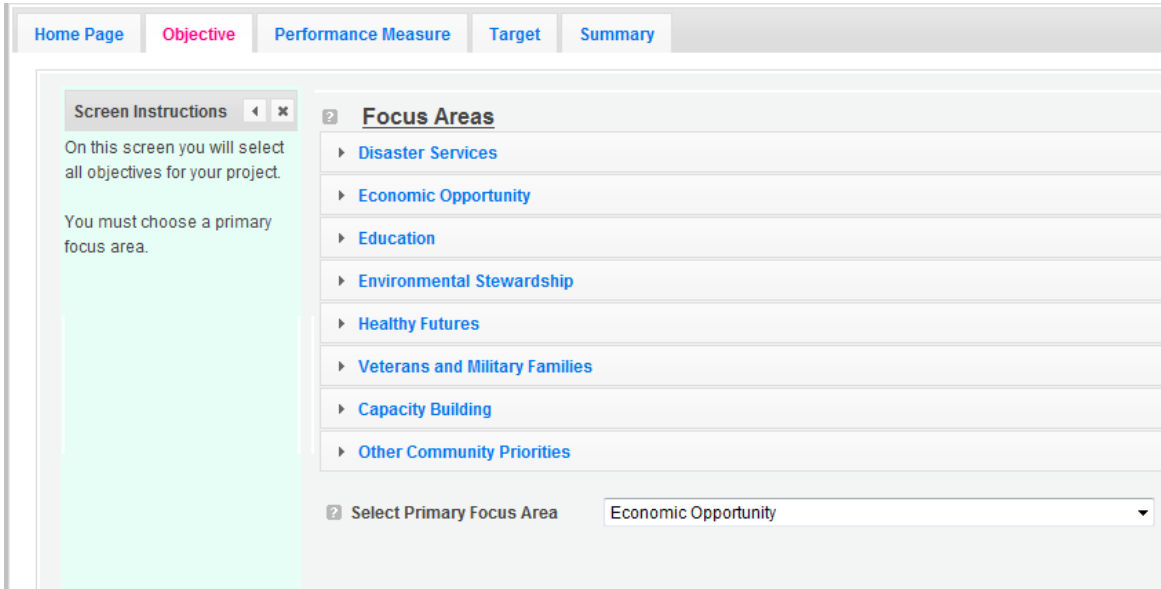 Home Page Objective Performance Measure Target Summary
Screen Instructions
On this screen you will select
all objectives for your project.
You must choose a primary
focus area.
? Focus Areas
Disaster Services
Economic Opportunity
Education
Environmental Stewardship
Healthy Futures
Veterans and Military Families
Capacity Building
Other Community Priorities
? Select Primary Focus Area Economic Opportunity